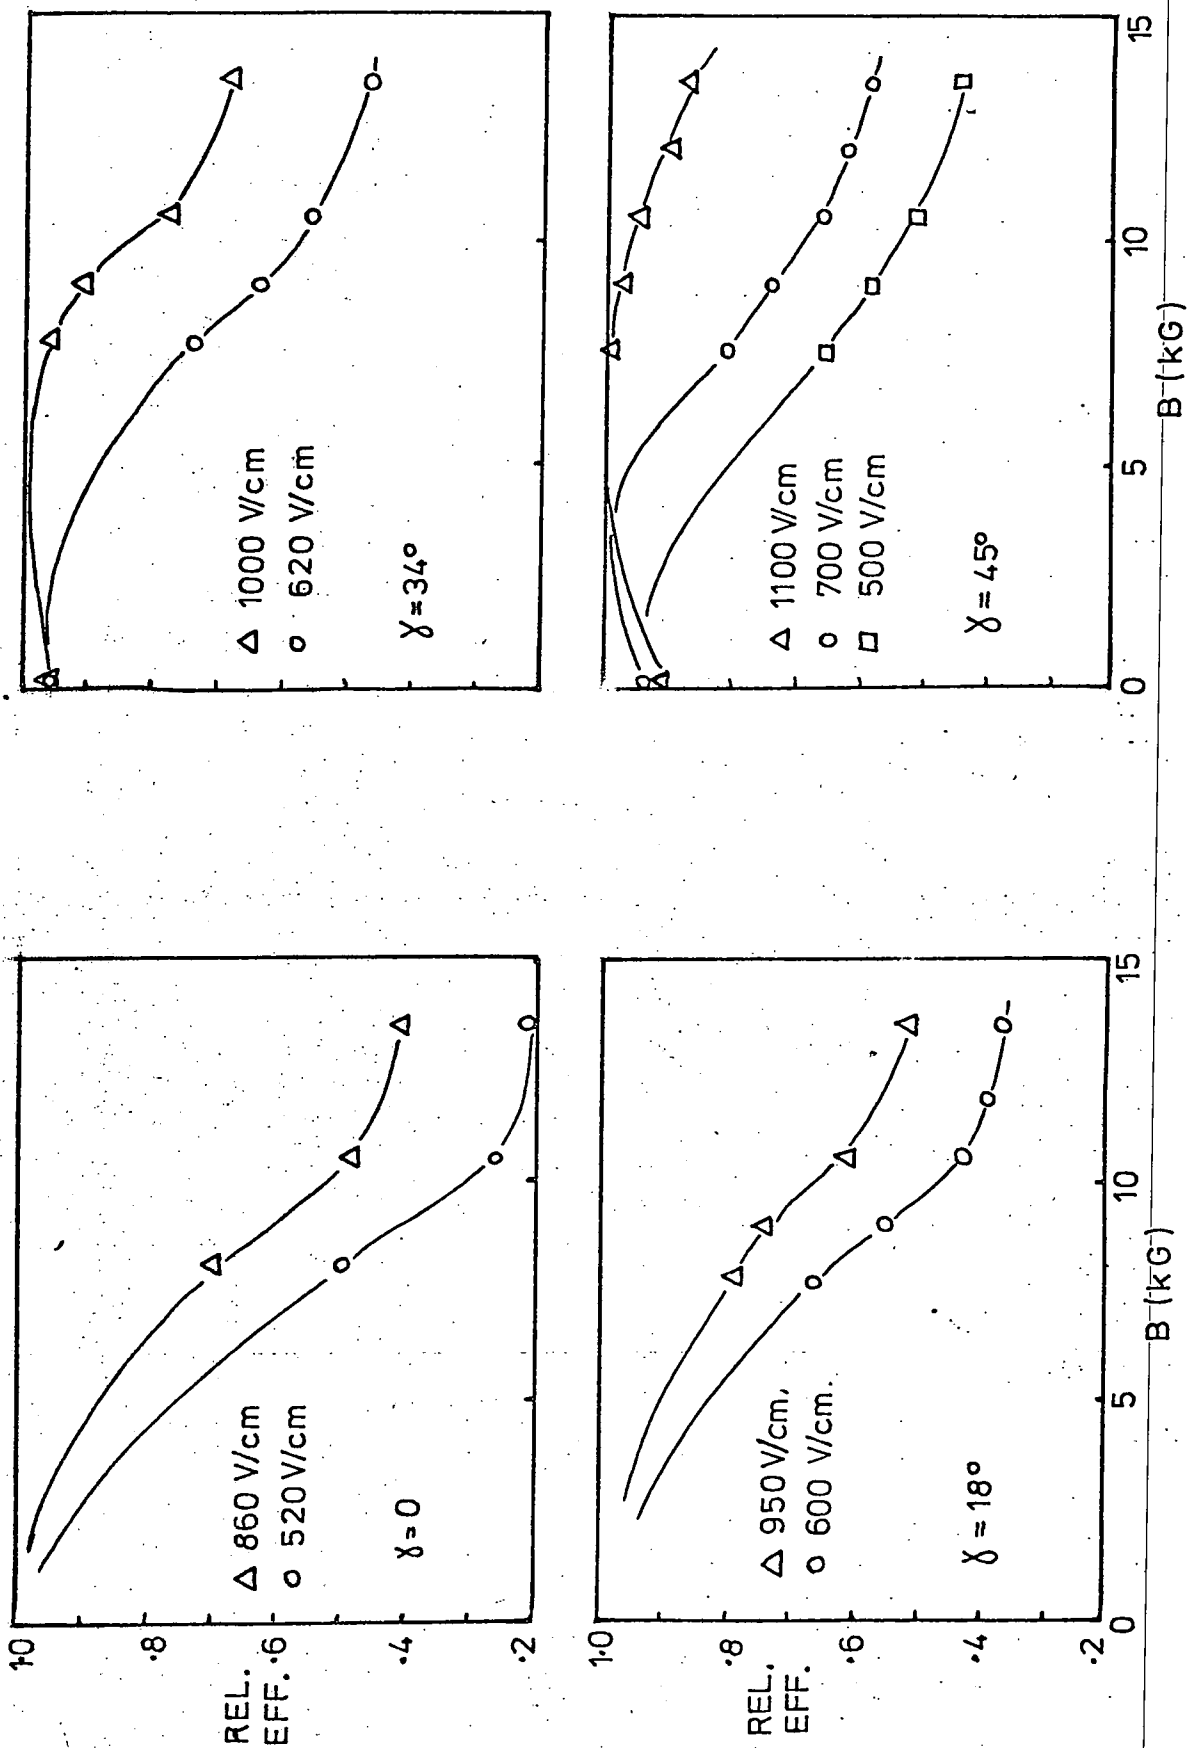 1·0
·8
·6
·4
·2
REL.
EFF.
△ 860 V/cm
○ 520 V/cm
γ = 0
△ 1000 V/cm
○ 620 V/cm
γ = 34°
1·0
·8
·6
·4
·2
REL.
EFF.
△ 950 V/cm.
○ 600 V/cm.
γ = 18°
0
5
10
15
B (kG)
△ 1100 V/cm
○ 700 V/cm
□ 500 V/cm
γ = 45°
0
5
10
15
B (kG)